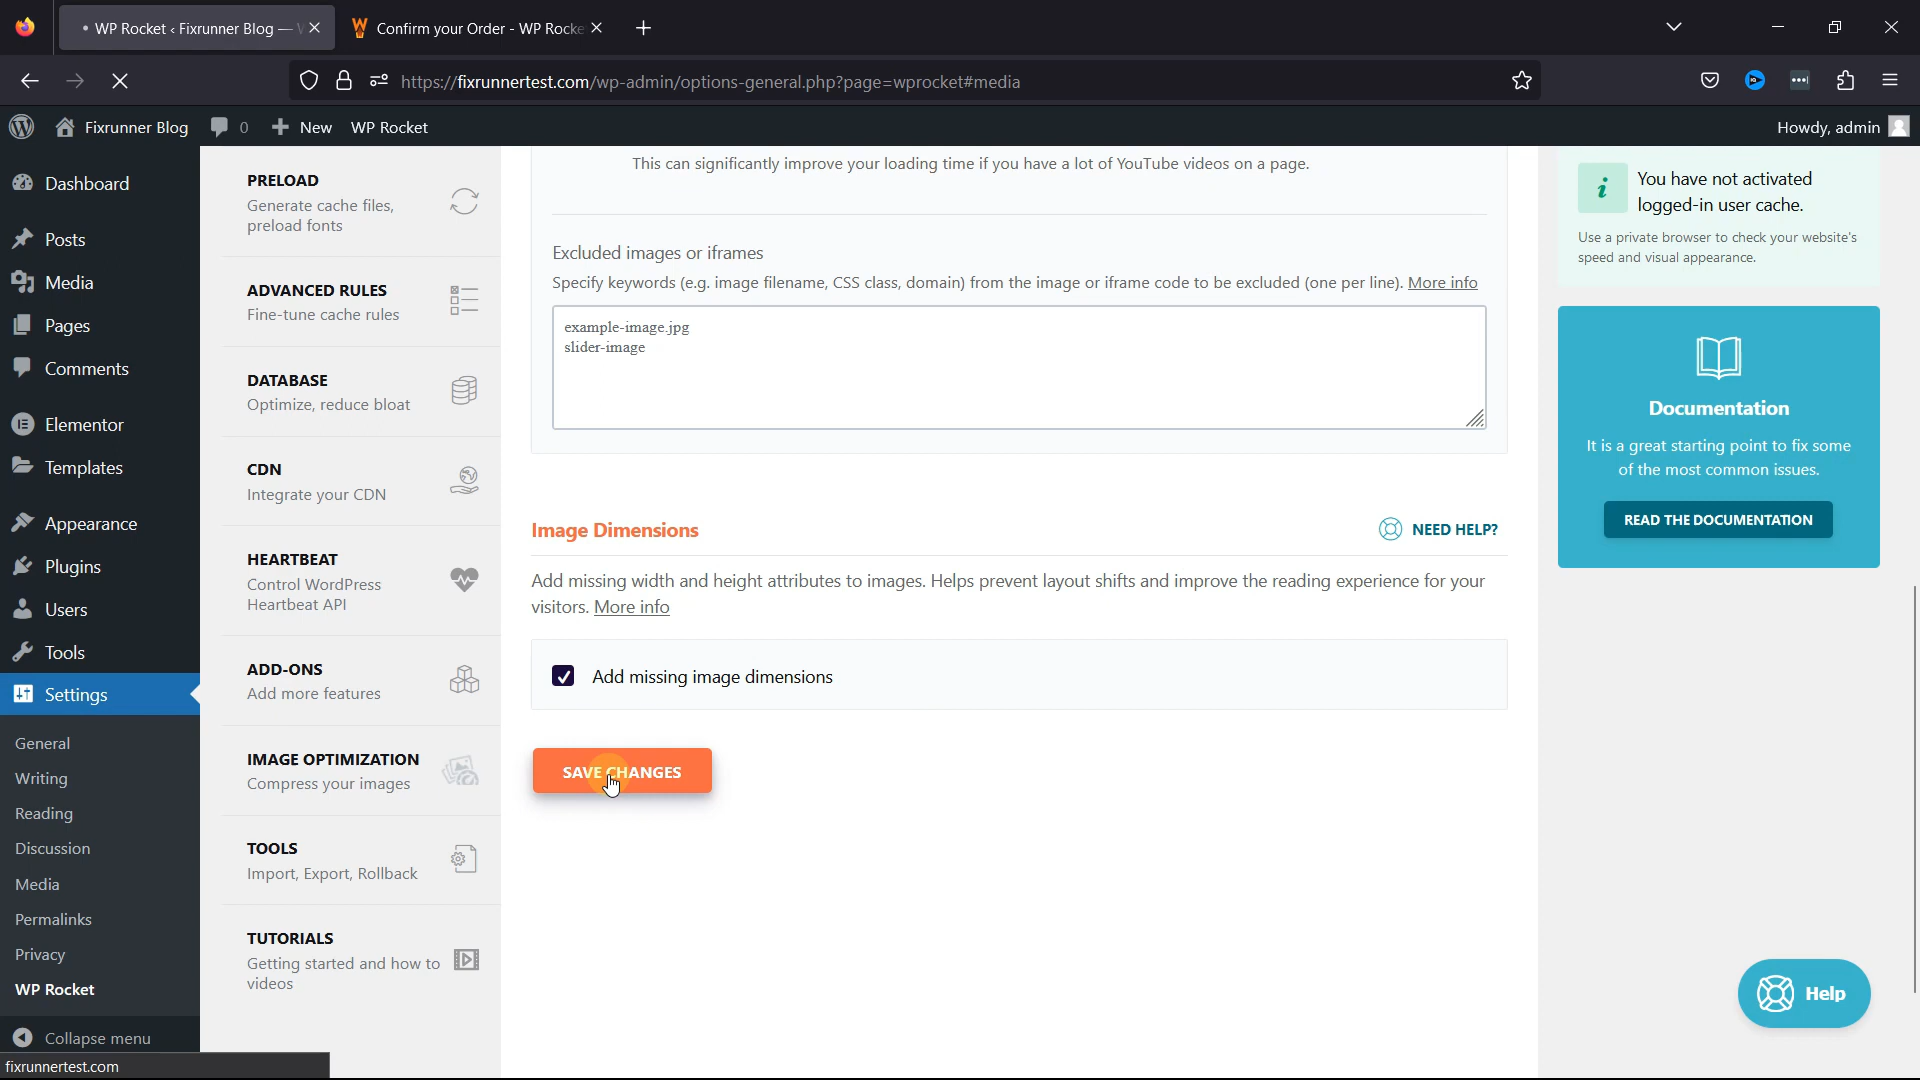 WP Rocket ‹ Fixrunner Blog —
Confirm your Order - WP Rocke
https://fixrunnertest.com/wp-admin/options-general.php?page=wprocket#media
Fixrunner Blog
0
New
WP Rocket
Howdy, admin
Dashboard
Posts
Media
Pages
Comments
Elementor
Templates
Appearance
Plugins
Users
Tools
Settings
General
Writing
Reading
Discussion
Media
Permalinks
Privacy
WP Rocket
Collapse menu
fixrunnertest.com
PRELOAD
Generate cache files,
preload fonts
ADVANCED RULES
Fine-tune cache rules
DATABASE
Optimize, reduce bloat
CDN
Integrate your CDN
HEARTBEAT
Control WordPress
Heartbeat API
ADD-ONS
Add more features
IMAGE OPTIMIZATION
Compress your images
TOOLS
Import, Export, Rollback
TUTORIALS
Getting started and how to
videos
This can significantly improve your loading time if you have a lot of YouTube videos on a page.
Excluded images or iframes
Specify keywords (e.g. image filename, CSS class, domain) from the image or iframe code to be excluded (one per line). More info
example-image.jpg
slider-image
Image Dimensions
NEED HELP?
Add missing width and height attributes to images. Helps prevent layout shifts and improve the reading experience for your
visitors. More info
Add missing image dimensions
SAVE CHANGES
You have not activated
logged-in user cache.
Use a private browser to check your website's
speed and visual appearance.
Documentation
It is a great starting point to fix some
of the most common issues.
READ THE DOCUMENTATION
Help